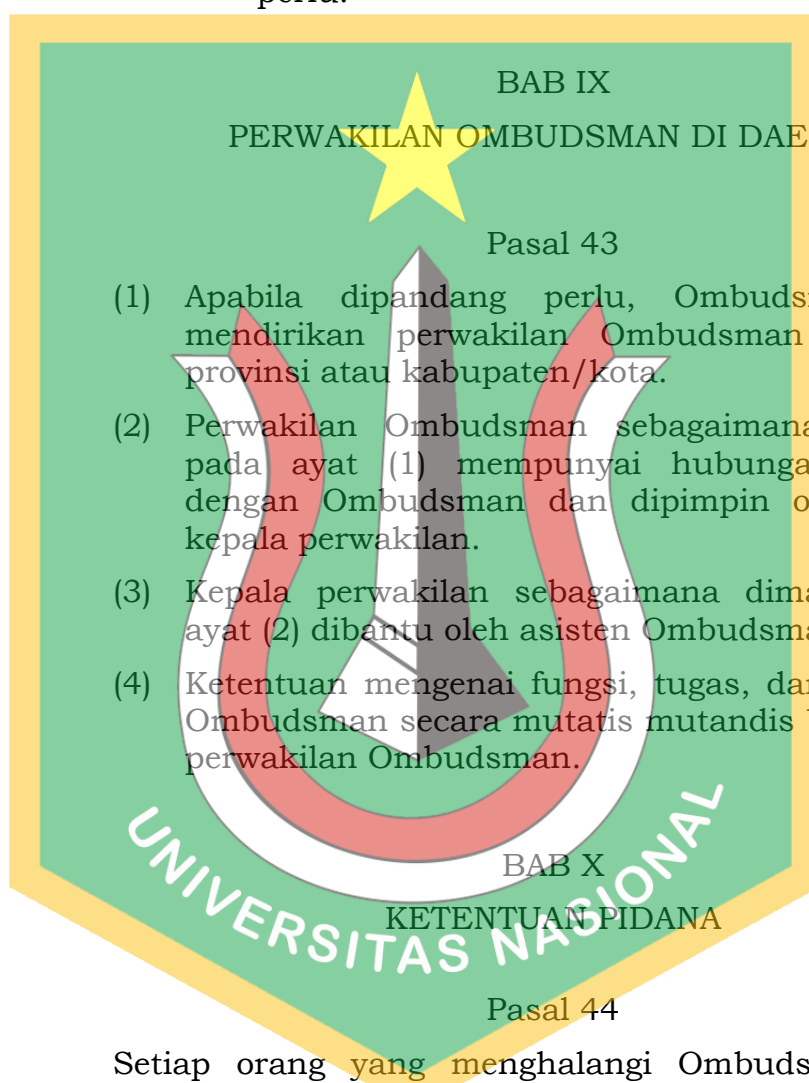 perlu.
BAB IX
PERWAKILAN OMBUDSMAN DI DAE
Pasal 43
(1) Apabila dipandang perlu, Ombuds
mendirikan perwakilan Ombudsman
provinsi atau kabupaten/kota.
(2) Perwakilan Ombudsman sebagaimana
pada ayat (1) mempunyai hubunga
dengan Ombudsman dan dipimpin o
kepala perwakilan.
(3) Kepala perwakilan sebagaimana dima
ayat (2) dibantu oleh asisten Ombudsma
(4) Ketentuan mengenai fungsi, tugas, dan
Ombudsman secara mutatis mutandis
perwakilan Ombudsman.
BAB X
KETENTUAN PIDANA
UNIVERSITAS NASIONAL
Pasal 44
Setiap orang yang menghalangi Ombuds